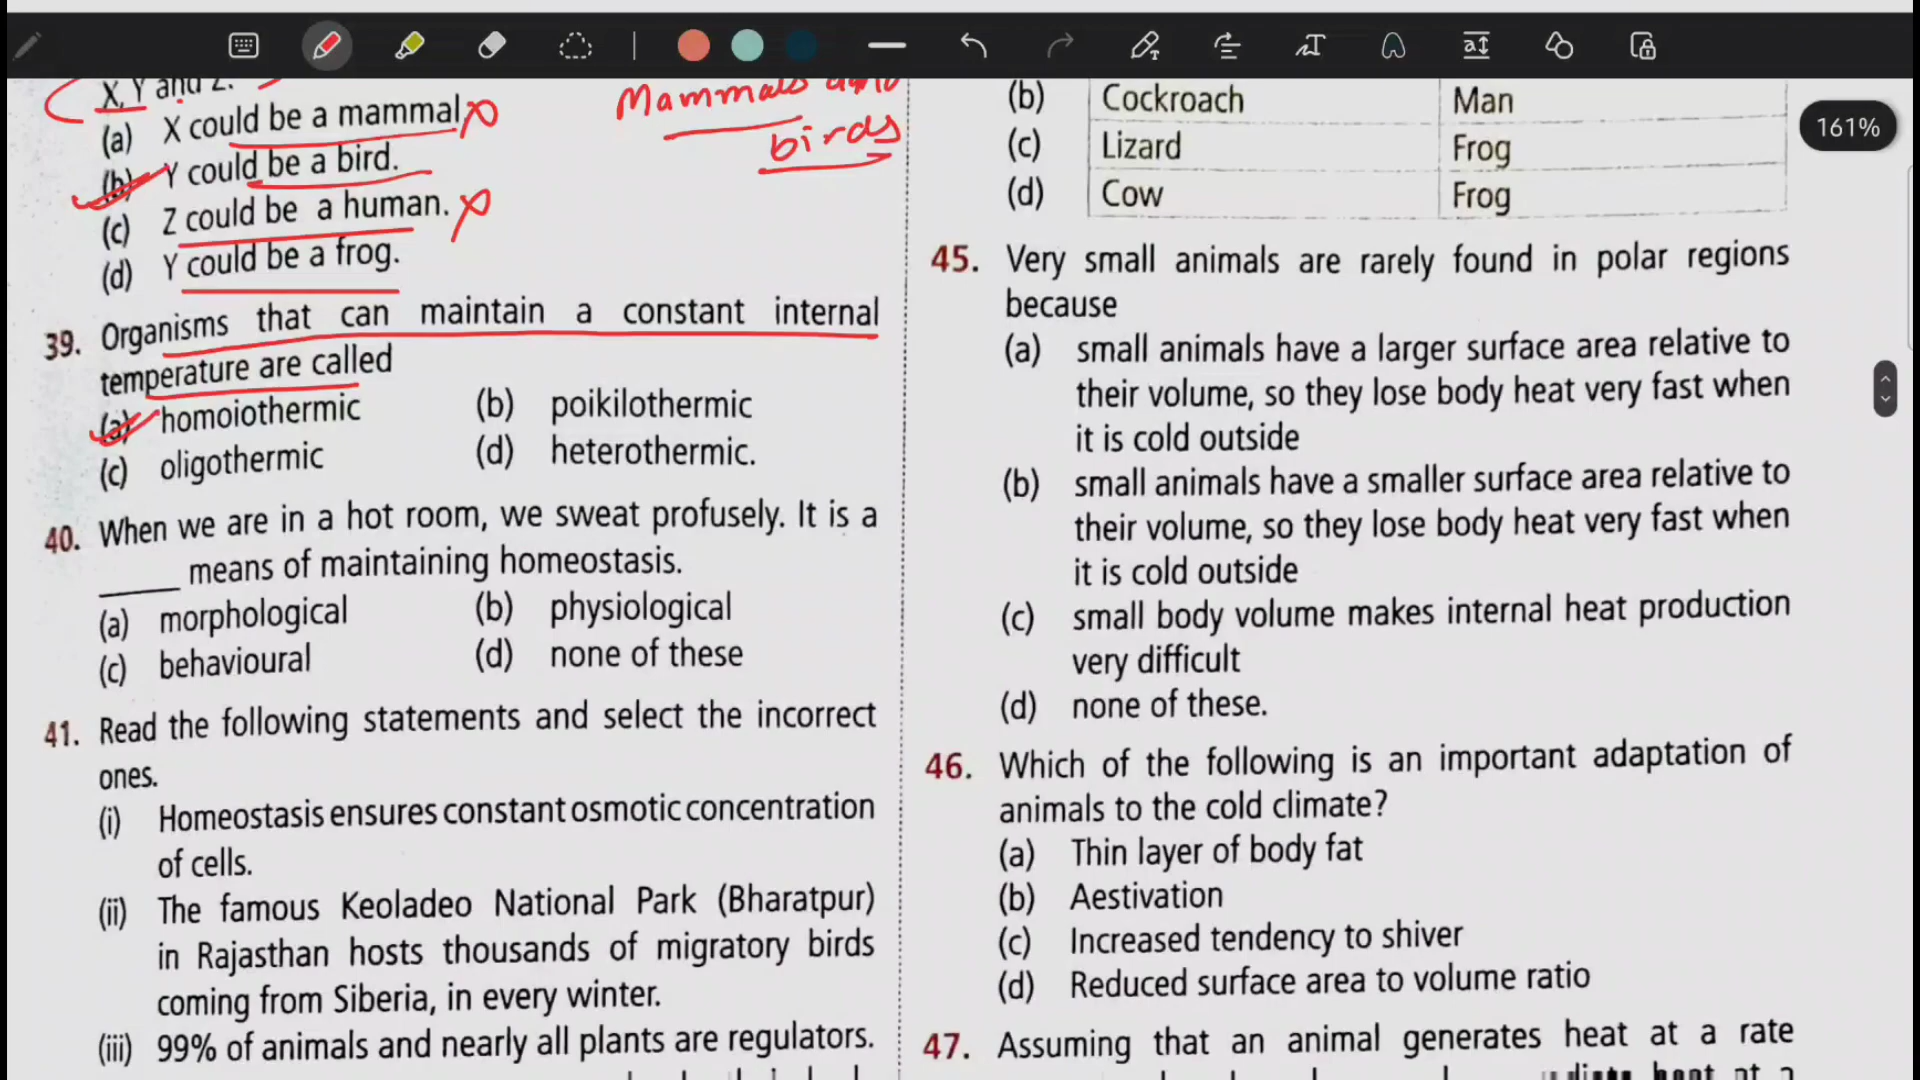 X, Y and Z.
(a) X could be a mammal
(b) Y could be a bird.
(c) Z could be a human.
(d) Y could be a frog.
Mammals and
birds
39. Organisms that can maintain a constant internal
temperature are called
(a) homoiothermic (b) poikilothermic
(c) oligothermic (d) heterothermic.
40. When we are in a hot room, we sweat profusely. It is a
_____ means of maintaining homeostasis.
(a) morphological (b) physiological
(c) behavioural (d) none of these
41. Read the following statements and select the incorrect
ones.
(i) Homeostasis ensures constant osmotic concentration
of cells.
(ii) The famous Keoladeo National Park (Bharatpur)
in Rajasthan hosts thousands of migratory birds
coming from Siberia, in every winter.
(iii) 99% of animals and nearly all plants are regulators.
(b) Cockroach Man
(c) Lizard Frog
(d) Cow Frog
161%
45. Very small animals are rarely found in polar regions
because
(a) small animals have a larger surface area relative to
their volume, so they lose body heat very fast when
it is cold outside
(b) small animals have a smaller surface area relative to
their volume, so they lose body heat very fast when
it is cold outside
(c) small body volume makes internal heat production
very difficult
(d) none of these.
46. Which of the following is an important adaptation of
animals to the cold climate?
(a) Thin layer of body fat
(b) Aestivation
(c) Increased tendency to shiver
(d) Reduced surface area to volume ratio
47. Assuming that an animal generates heat at a rate